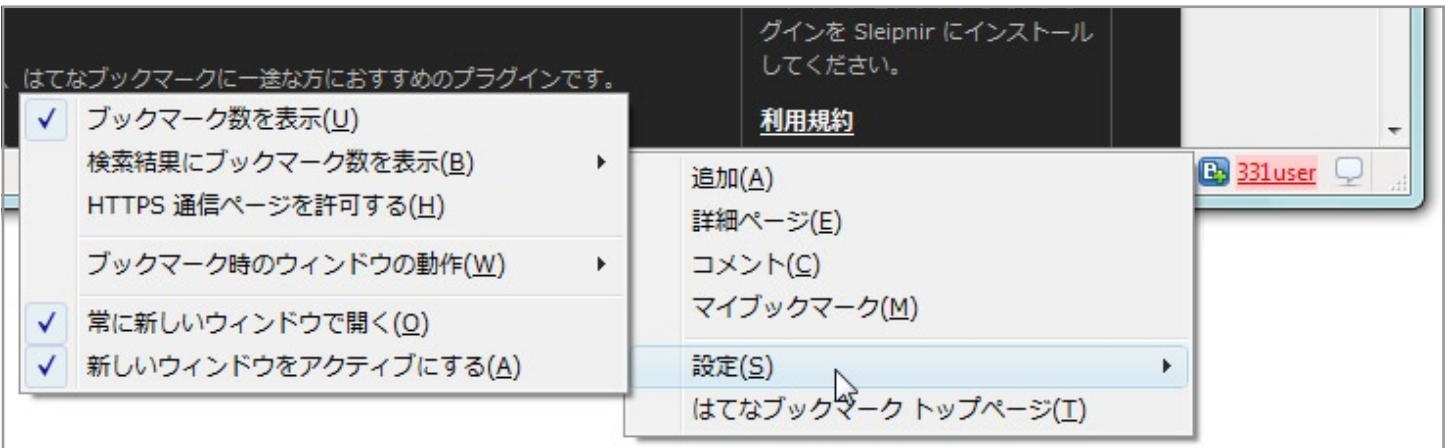 グインを Sleipnir にインストール
してください。
、はてなブックマークに一途な方におすすめのプラグインです。
利用規約
ブックマーク数を表示(U)
検索結果にブックマーク数を表示(B)
HTTPS 通信ページを許可する(H)
ブックマーク時のウィンドウの動作(W)
常に新しいウィンドウで開く(O)
新しいウィンドウをアクティブにする(A)
追加(A)
詳細ページ(E)
コメント(C)
マイブックマーク(M)
設定(S)
はてなブックマーク トップページ(T)
331user